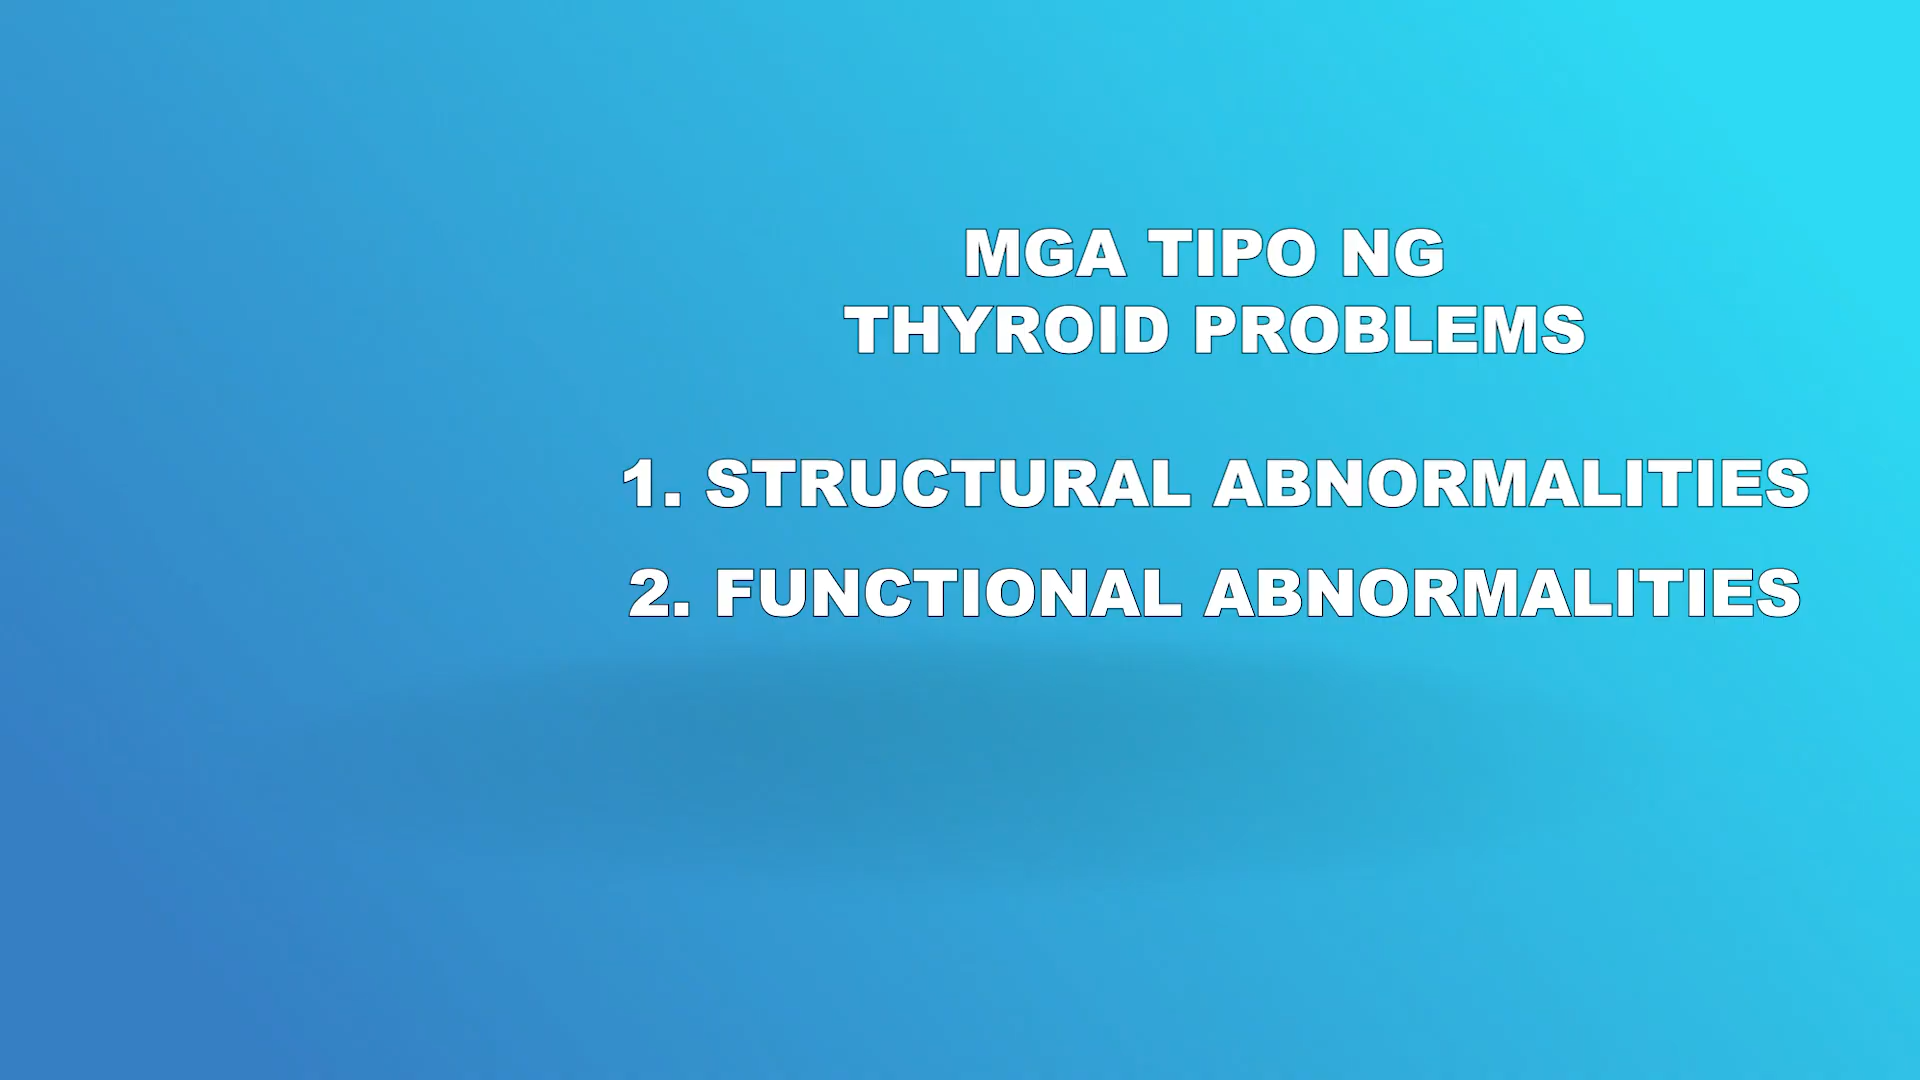 MGA TIPO NG
THYROID PROBLEMS
1. STRUCTURAL ABNORMALITIES
2. FUNCTIONAL ABNORMALITIES